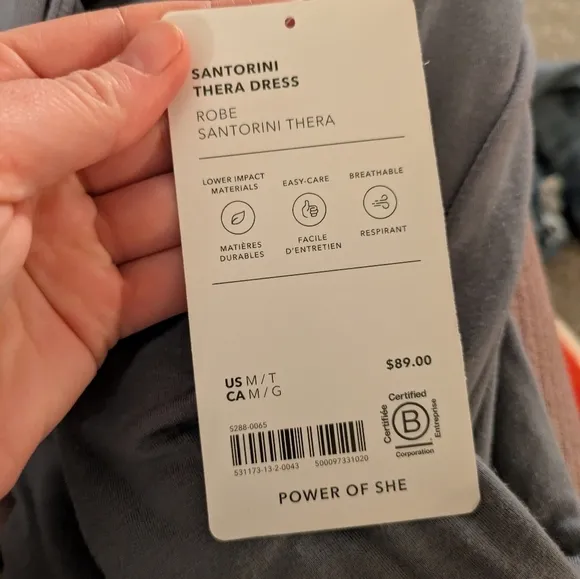 SANTORINI
THERA DRESS
ROBE
SANTORINI THERA
LOWER IMPACT
MATERIALS
MATIÈRES
DURABLES
EASY-CARE
FACILE
D'ENTRETIEN
BREATHABLE
RESPIRANT
$89.00
US M / T
CA M / G
S288-0065
531173-13-2-0043 500097331020
Certified
Certifiée
B
Entreprise
Corporation
POWER OF SHE